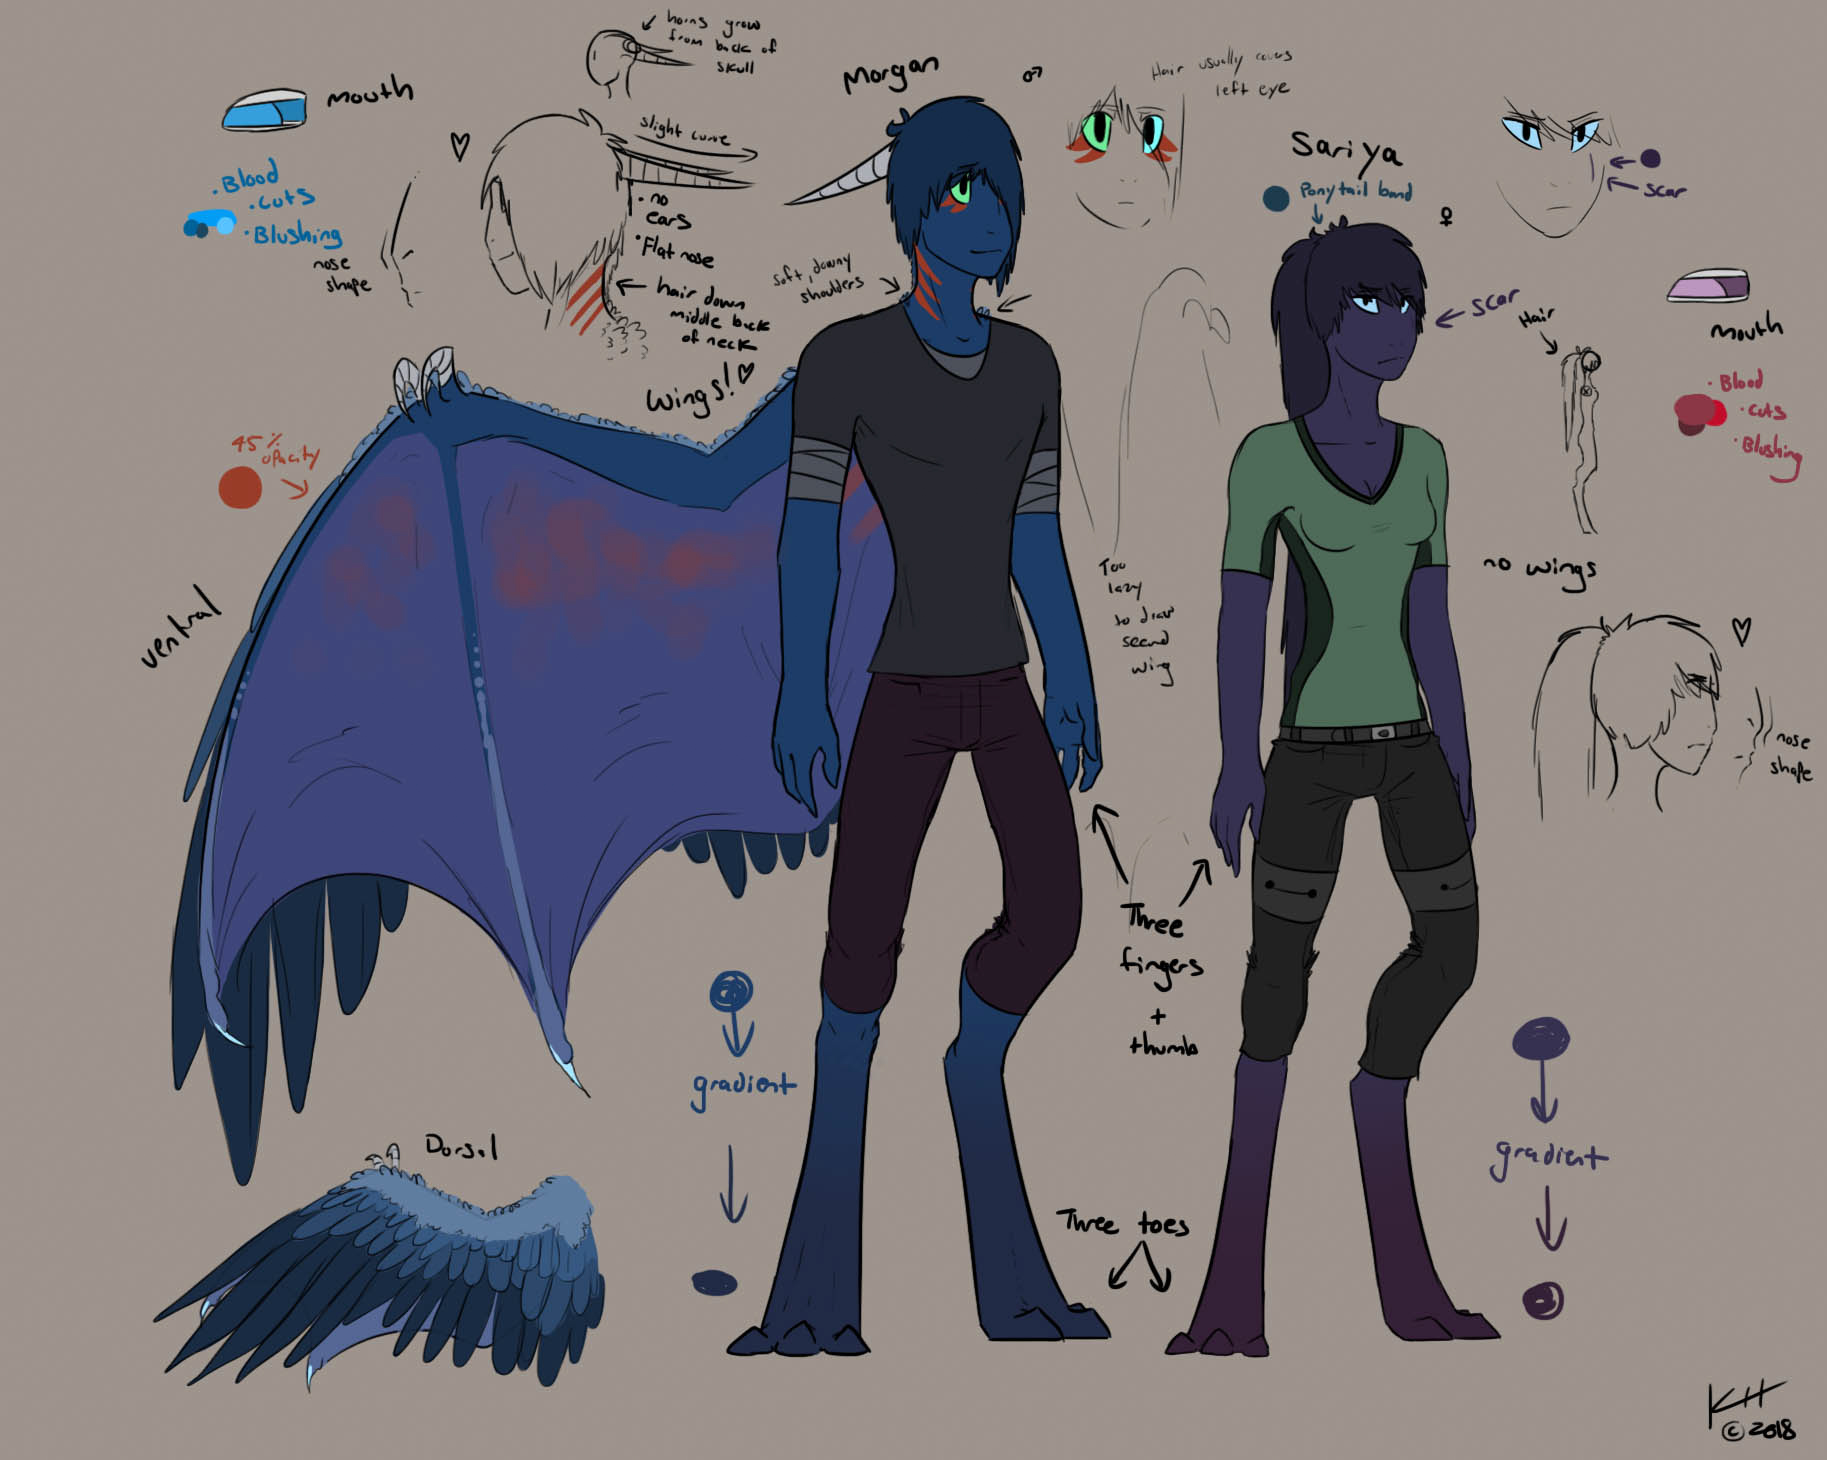 horns grow
from back of
skull
mouth
Blood
cuts
Blushing
nose
shape
slight curve
no
ears
Flat nose
hair down
middle back
of neck
Wings!
45%
opacity
ventral
Dorsal
Morgan
♂
Hair usually covers
left eye
soft, downy
shoulders
Too
lazy
to draw
second
wing
gradient
Three
fingers
+
thumb
Three toes
Sariya
Ponytail band
♀
scar
scar
Hair
mouth
Blood
cuts
Blushing
no wings
nose
shape
gradient
KH
©2018